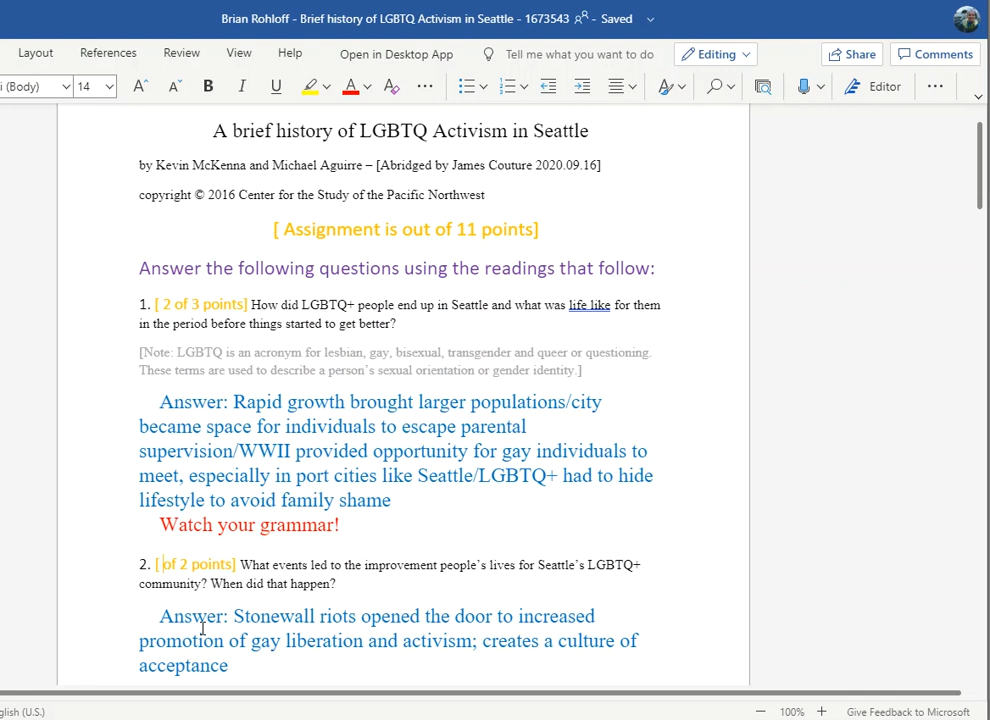 Brian Rohloff - Brief history of LGBTQ Activism in Seattle - 1673543 - Saved
Layout References Review View Help Open in Desktop App Tell me what you want to do Editing Share Comments
(Body) 14 A A B I U A A Editor
A brief history of LGBTQ Activism in Seattle
by Kevin McKenna and Michael Aguirre – [Abridged by James Couture 2020.09.16]
copyright © 2016 Center for the Study of the Pacific Northwest
[ Assignment is out of 11 points]
Answer the following questions using the readings that follow:
1. [ 2 of 3 points] How did LGBTQ+ people end up in Seattle and what was life like for them
in the period before things started to get better?
[Note: LGBTQ is an acronym for lesbian, gay, bisexual, transgender and queer or questioning.
These terms are used to describe a person's sexual orientation or gender identity.]
Answer: Rapid growth brought larger populations/city
became space for individuals to escape parental
supervision/WWII provided opportunity for gay individuals to
meet, especially in port cities like Seattle/LGBTQ+ had to hide
lifestyle to avoid family shame
Watch your grammar!
2. [ of 2 points] What events led to the improvement people's lives for Seattle's LGBTQ+
community? When did that happen?
Answer: Stonewall riots opened the door to increased
promotion of gay liberation and activism; creates a culture of
acceptance
glish (U.S.) 100% Give Feedback to Microsoft